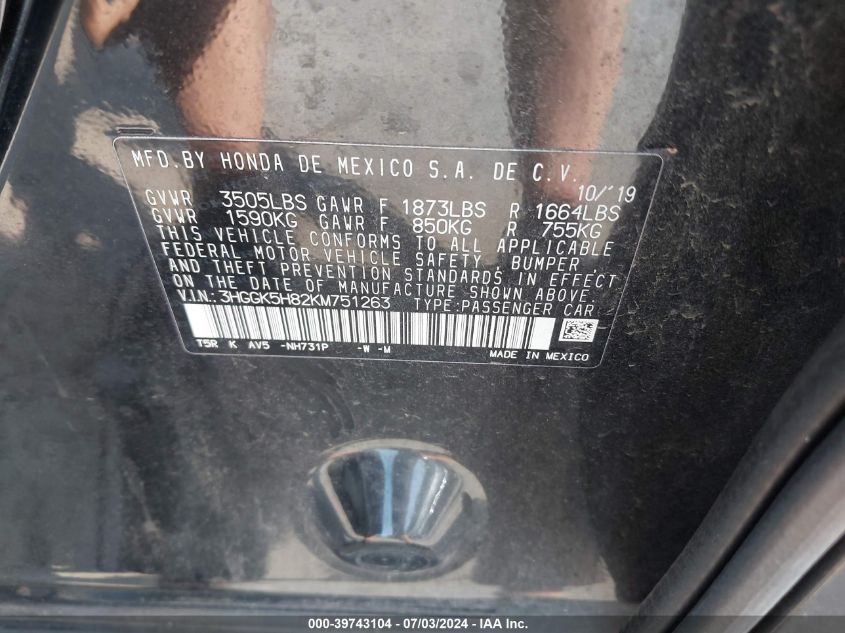 MFD.BY HONDA DE MEXICO S.A. DE C.V.
10/'19
GVWR 3505LBS GAWR F 1873LBS R 1664LBS
GVWR 1590KG GAWR F 850KG R 755KG
THIS VEHICLE CONFORMS TO ALL APPLICABLE
FEDERAL MOTOR VEHICLE SAFETY, BUMPER,
AND THEFT PREVENTION STANDARDS IN EFFECT
ON THE DATE OF MANUFACTURE SHOWN ABOVE.
V.I.N.: 3HGGK5H82KM751263 TYPE:PASSENGER CAR
T5R K AV5 -NH731P -W -M
MADE IN MEXICO
000-39743104 - 07/03/2024 - IAA Inc.